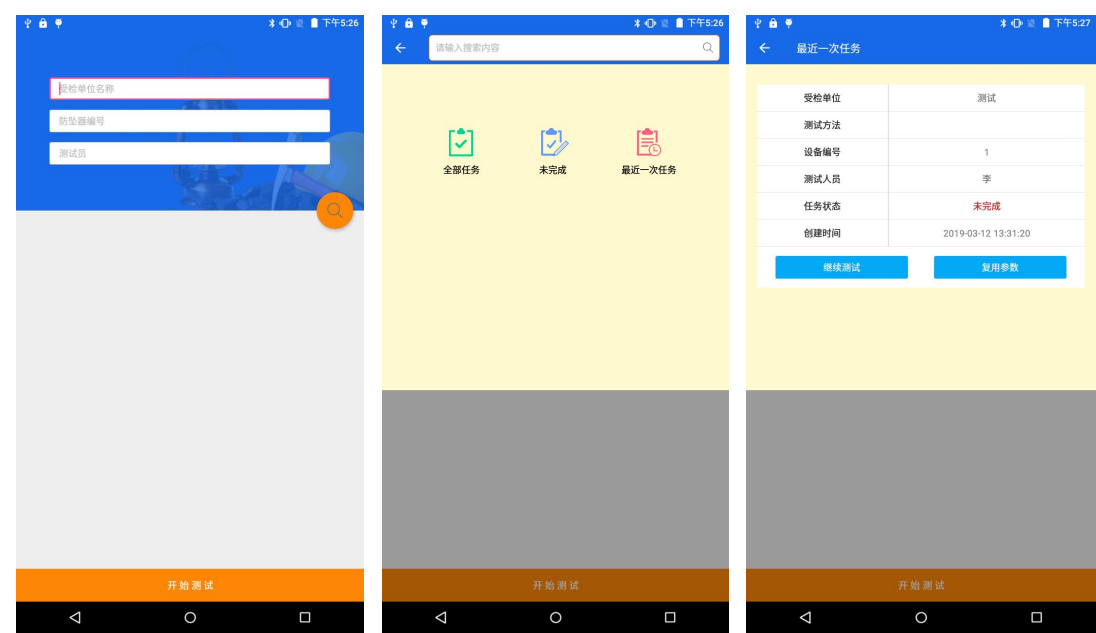 下午5:26
受检单位名称
防坠器编号
测试员
开始测试
下午5:26
请输入搜索内容
全部任务
未完成
最近一次任务
开始测试
下午5:27
最近一次任务
受检单位 测试
测试方法
设备编号 1
测试人员 李
任务状态 未完成
创建时间 2019-03-12 13:31:20
继续测试 复用参数
开始测试